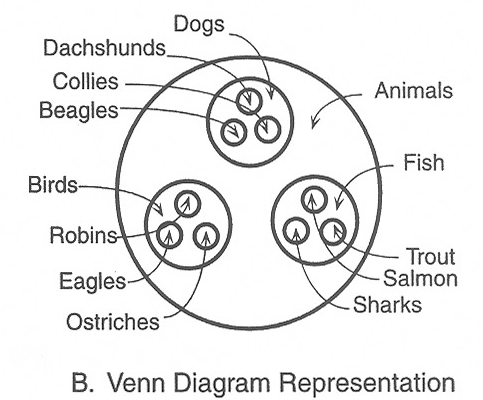 Dogs
Dachshunds
Collies
Beagles
Animals
Fish
Birds
Robins
Eagles
Ostriches
Trout
Salmon
Sharks
B. Venn Diagram Representation